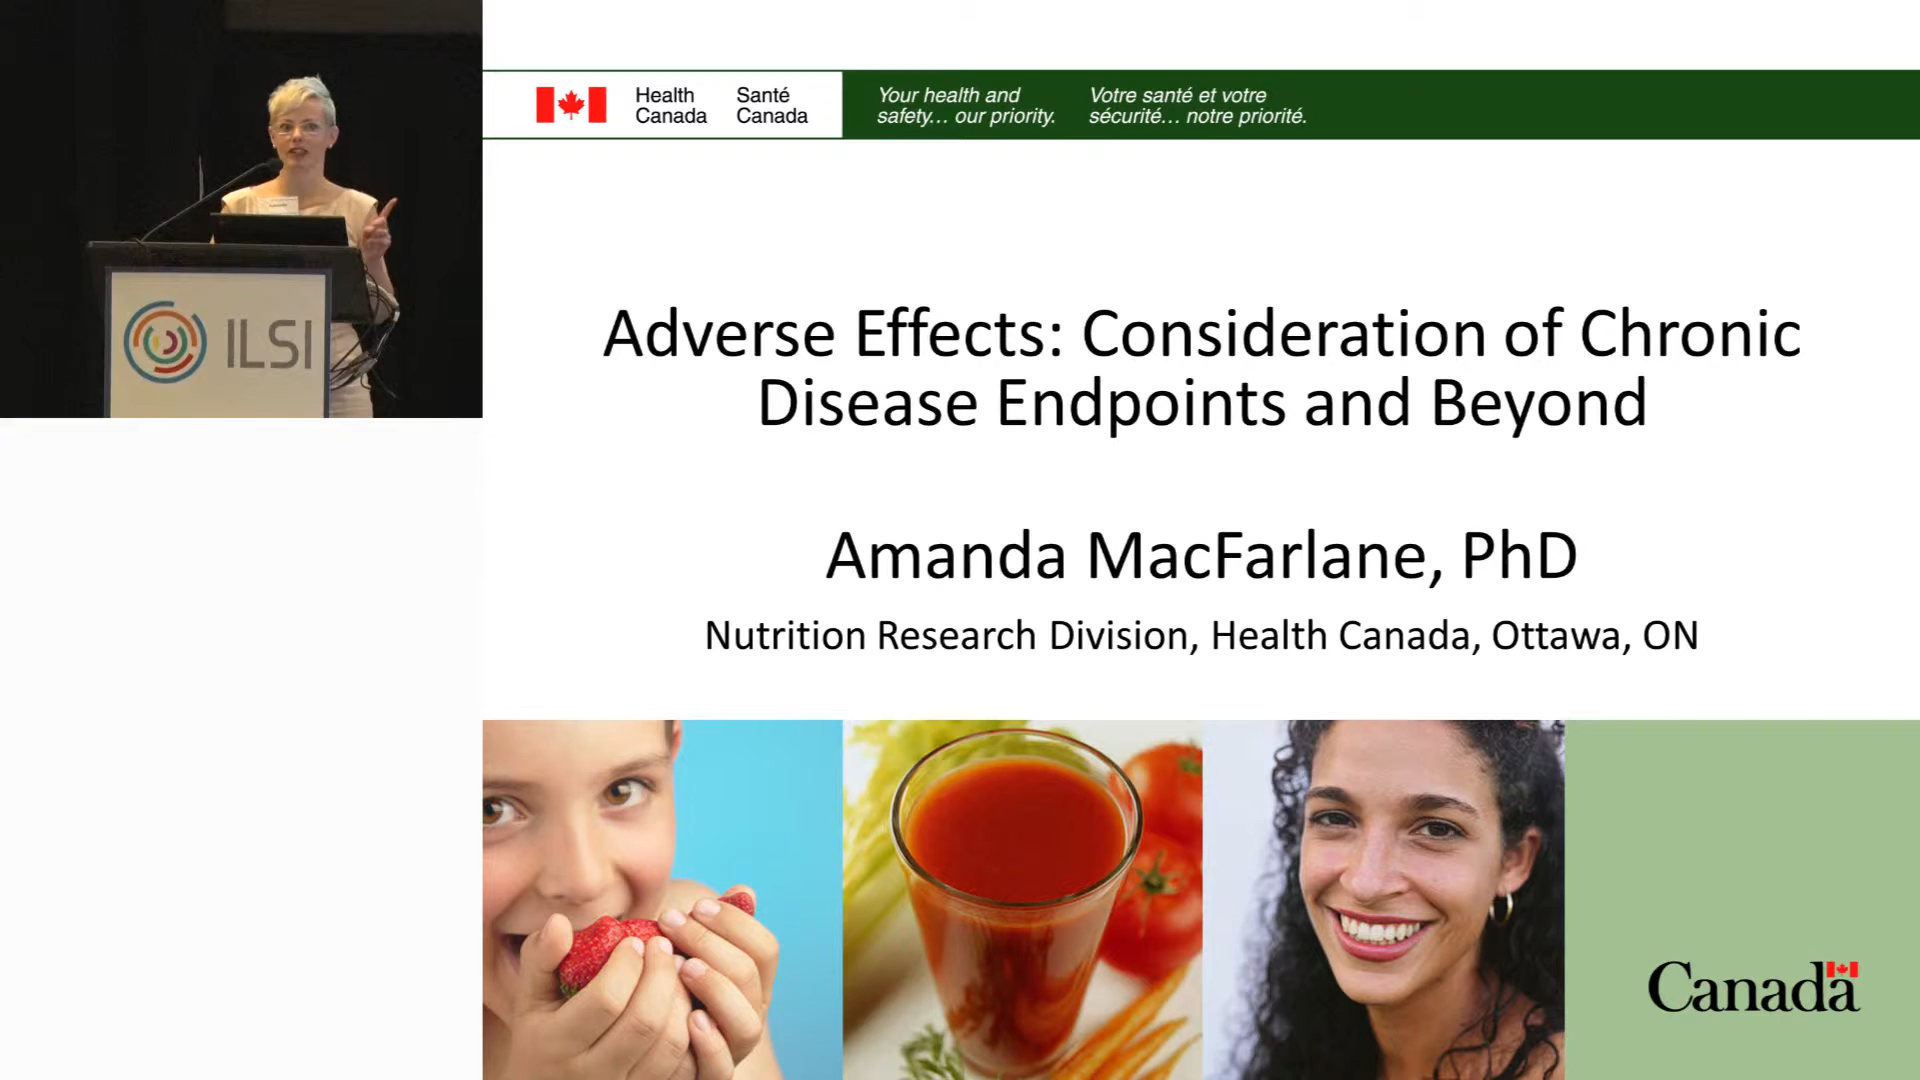 ILSI
Health Canada
Santé Canada
Your health and safety... our priority.
Votre santé et votre sécurité... notre priorité.
Adverse Effects: Consideration of Chronic
Disease Endpoints and Beyond
Amanda MacFarlane, PhD
Nutrition Research Division, Health Canada, Ottawa, ON
Canada